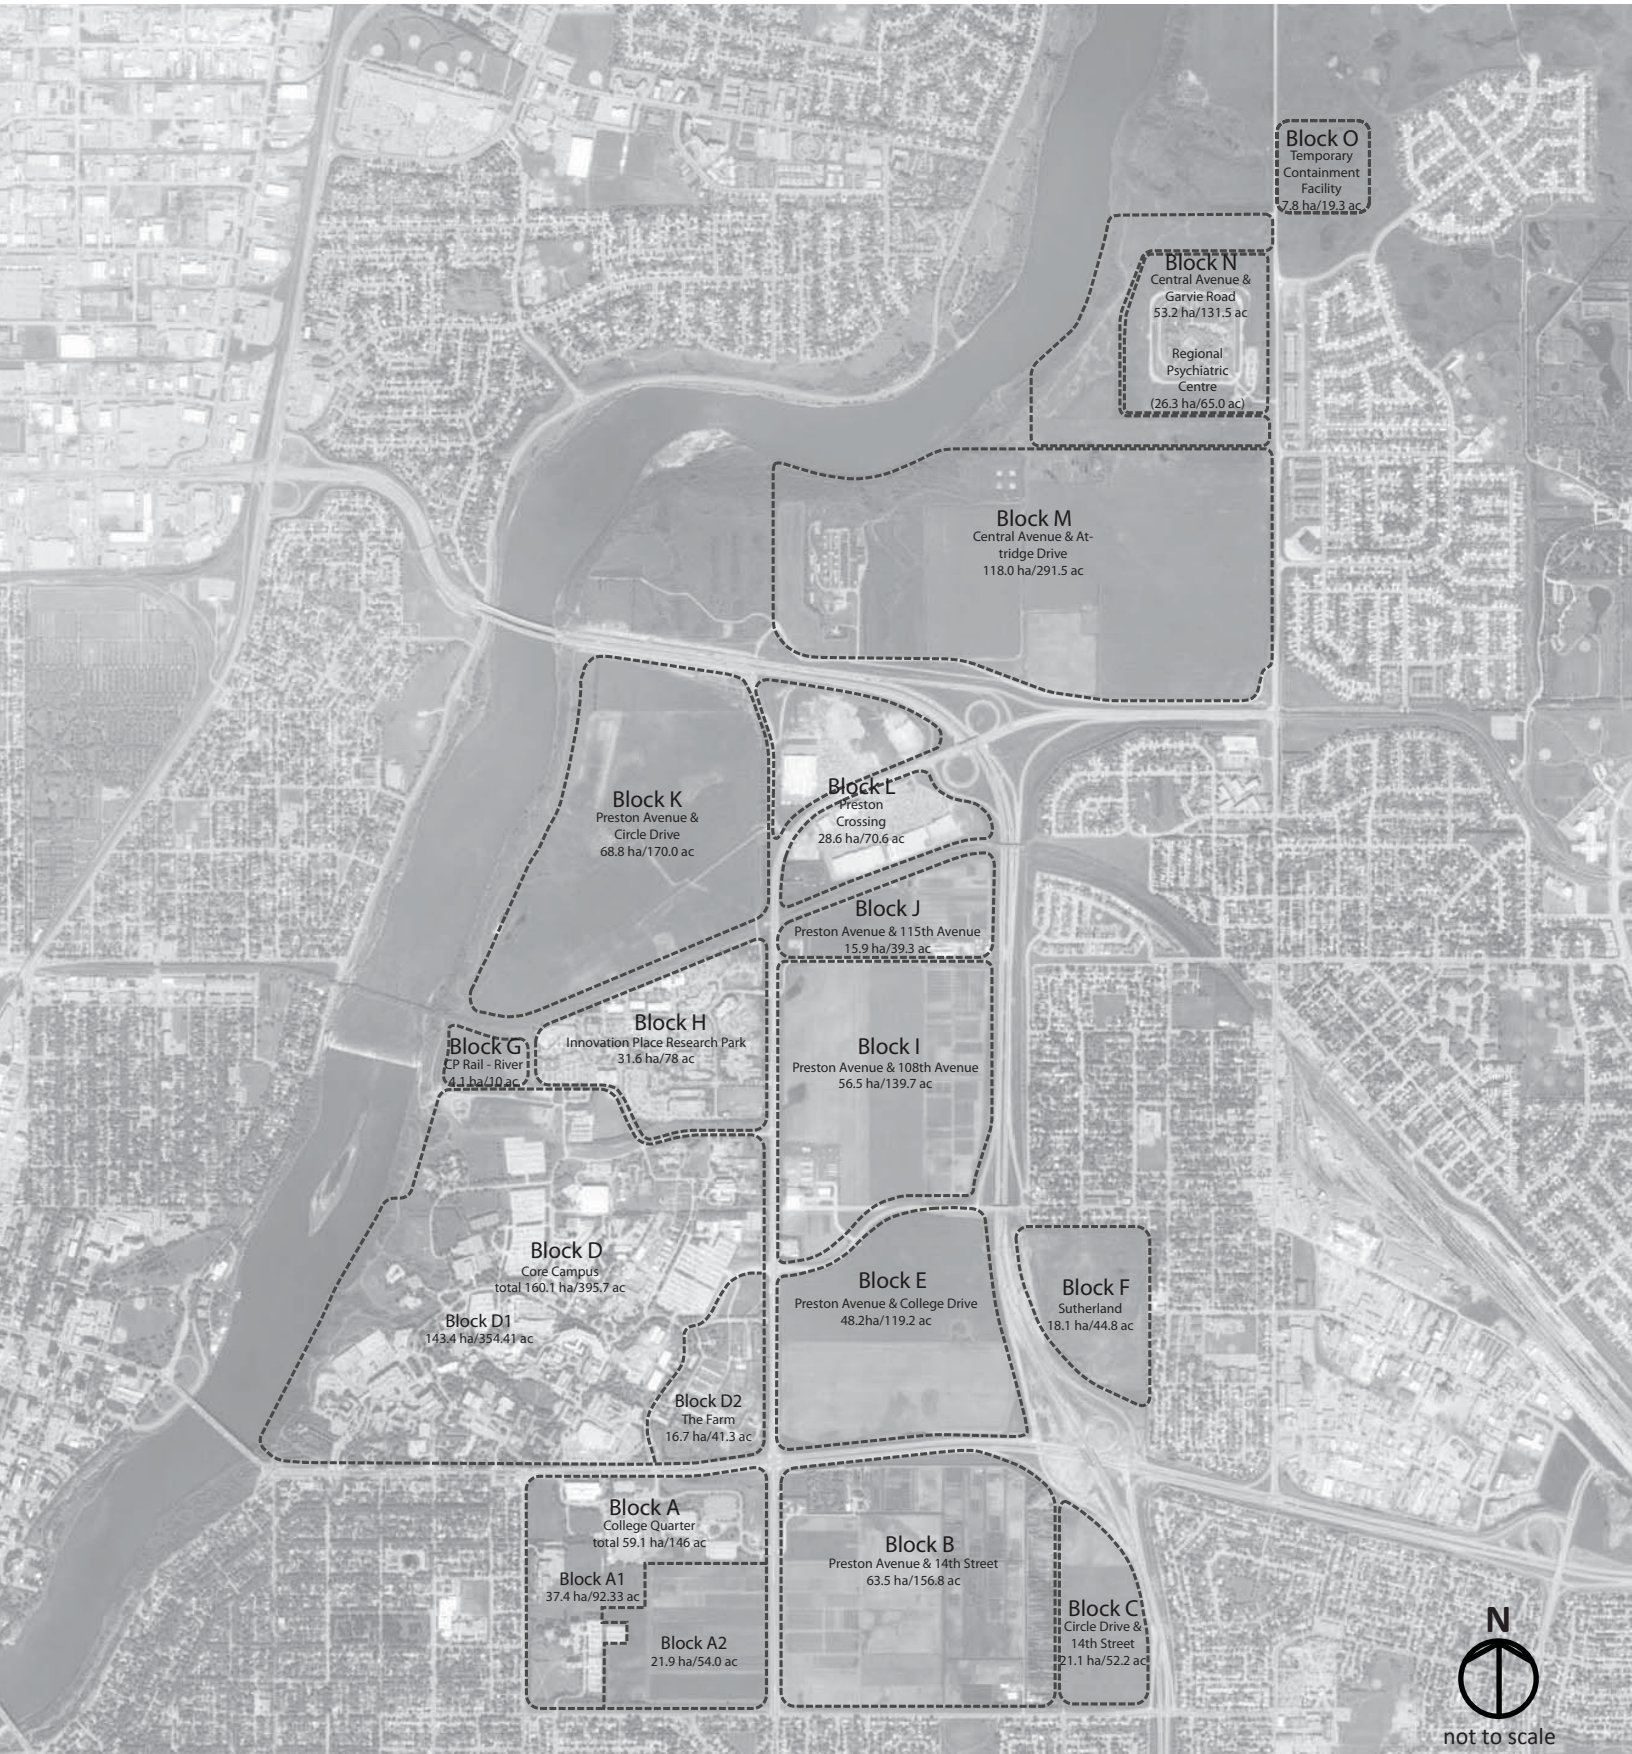 Block O
Temporary
Containment
Facility
7.8 ha/19.3 ac
Block N
Central Avenue &
Garvie Road
53.2 ha/131.5 ac
Regional
Psychiatric
Centre
(26.3 ha/65.0 ac)
Block M
Central Avenue & At-
tridge Drive
118.0 ha/291.5 ac
Block K
Preston Avenue &
Circle Drive
68.8 ha/170.0 ac
Block L
Preston
Crossing
28.6 ha/70.6 ac
Block J
Preston Avenue & 115th Avenue
15.9 ha/39.3 ac
Block H
Innovation Place Research Park
31.6 ha/78 ac
Block G
CP Rail - River
4.1 ha/10 ac
Block I
Preston Avenue & 108th Avenue
56.5 ha/139.7 ac
Block D
Core Campus
total 160.1 ha/395.7 ac
Block D1
143.4 ha/354.41 ac
Block E
Preston Avenue & College Drive
48.2ha/119.2 ac
Block F
Sutherland
18.1 ha/44.8 ac
Block D2
The Farm
16.7 ha/41.3 ac
Block A
College Quarter
total 59.1 ha/146 ac
Block A1
37.4 ha/92.33 ac
Block A2
21.9 ha/54.0 ac
Block B
Preston Avenue & 14th Street
63.5 ha/156.8 ac
Block C
Circle Drive &
14th Street
21.1 ha/52.2 ac
N
not to scale